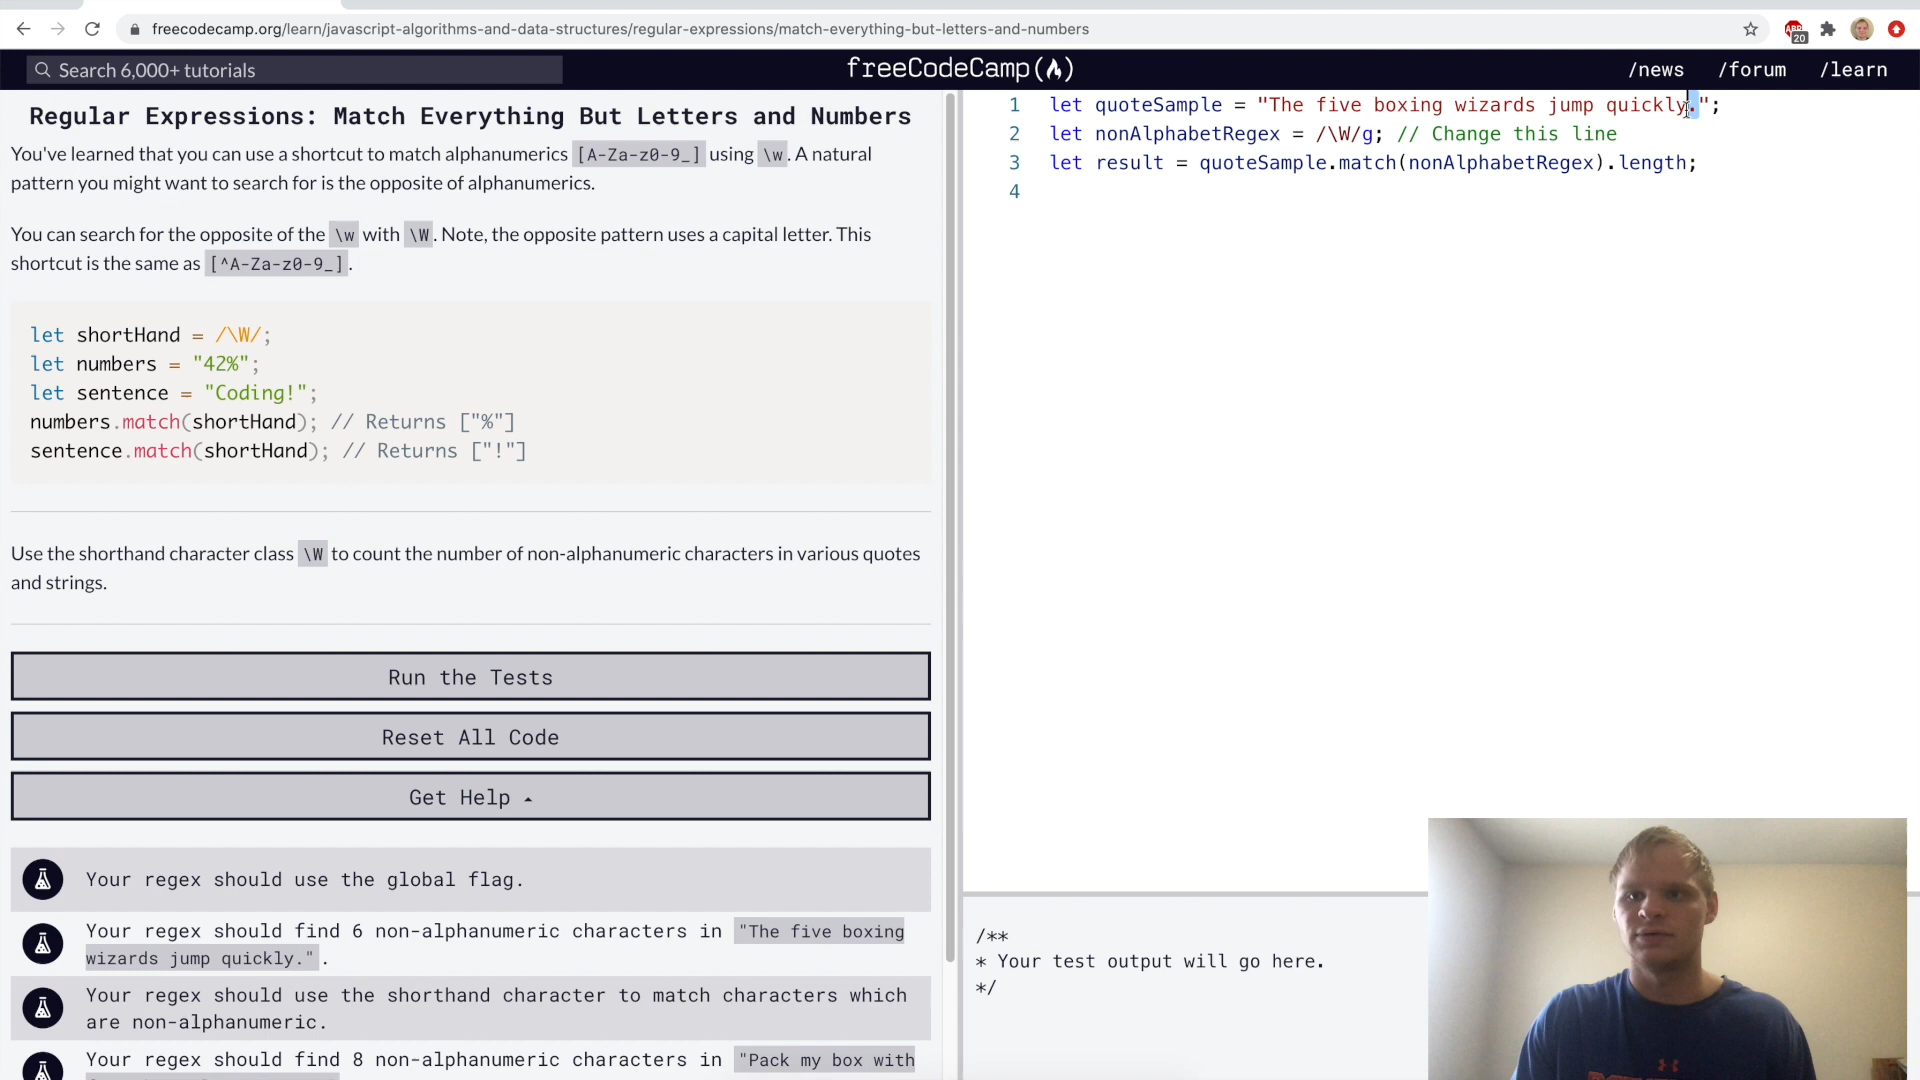 freecodecamp.org/learn/javascript-algorithms-and-data-structures/regular-expressions/match-everything-but-letters-and-numbers
ABP
20
Search 6,000+ tutorials
freeCodeCamp
/news
/forum
/learn
Regular Expressions: Match Everything But Letters and Numbers
You've learned that you can use a shortcut to match alphanumerics [A-Za-z0-9_] using \w. A natural
pattern you might want to search for is the opposite of alphanumerics.
You can search for the opposite of the \w with \W. Note, the opposite pattern uses a capital letter. This
shortcut is the same as [^A-Za-z0-9_].
let shortHand = /\W/;
let numbers = "42%";
let sentence = "Coding!";
numbers.match(shortHand); // Returns ["%"]
sentence.match(shortHand); // Returns ["!"]
Use the shorthand character class \W to count the number of non-alphanumeric characters in various quotes
and strings.
Run the Tests
Reset All Code
Get Help
Your regex should use the global flag.
Your regex should find 6 non-alphanumeric characters in "The five boxing
wizards jump quickly." .
Your regex should use the shorthand character to match characters which
are non-alphanumeric.
Your regex should find 8 non-alphanumeric characters in "Pack my box with
1 let quoteSample = "The five boxing wizards jump quickly.";
2 let nonAlphabetRegex = /\W/g; // Change this line
3 let result = quoteSample.match(nonAlphabetRegex).length;
4
/**
* Your test output will go here.
*/